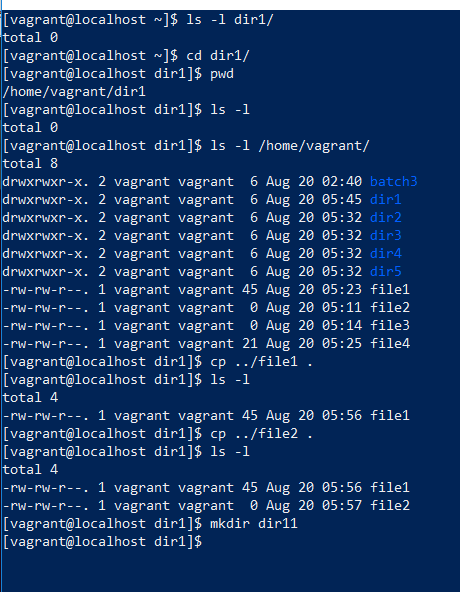 [vagrant@localhost ~]$ ls -l dir1/
total 0
[vagrant@localhost ~]$ cd dir1/
[vagrant@localhost dir1]$ pwd
/home/vagrant/dir1
[vagrant@localhost dir1]$ ls -l
total 0
[vagrant@localhost dir1]$ ls -l /home/vagrant/
total 8
drwxrwxr-x. 2 vagrant vagrant  6 Aug 20 02:40 batch3
drwxrwxr-x. 2 vagrant vagrant  6 Aug 20 05:45 dir1
drwxrwxr-x. 2 vagrant vagrant  6 Aug 20 05:32 dir2
drwxrwxr-x. 2 vagrant vagrant  6 Aug 20 05:32 dir3
drwxrwxr-x. 2 vagrant vagrant  6 Aug 20 05:32 dir4
drwxrwxr-x. 2 vagrant vagrant  6 Aug 20 05:32 dir5
-rw-rw-r--. 1 vagrant vagrant 45 Aug 20 05:23 file1
-rw-rw-r--. 1 vagrant vagrant  0 Aug 20 05:11 file2
-rw-rw-r--. 1 vagrant vagrant  0 Aug 20 05:14 file3
-rw-rw-r--. 1 vagrant vagrant 21 Aug 20 05:25 file4
[vagrant@localhost dir1]$ cp ../file1 .
[vagrant@localhost dir1]$ ls -l
total 4
-rw-rw-r--. 1 vagrant vagrant 45 Aug 20 05:56 file1
[vagrant@localhost dir1]$ cp ../file2 .
[vagrant@localhost dir1]$ ls -l
total 4
-rw-rw-r--. 1 vagrant vagrant 45 Aug 20 05:56 file1
-rw-rw-r--. 1 vagrant vagrant  0 Aug 20 05:57 file2
[vagrant@localhost dir1]$ mkdir dir11
[vagrant@localhost dir1]$